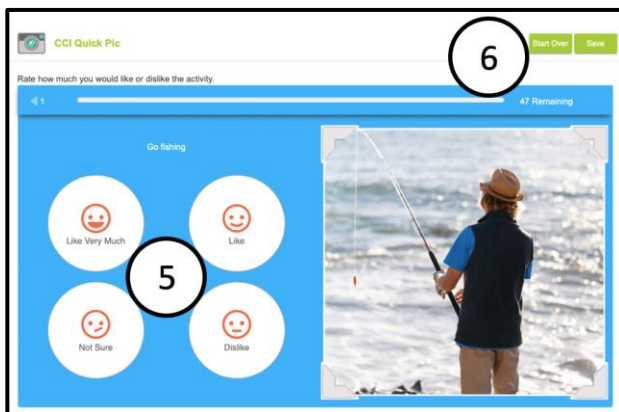 CCI Quick Pic
6
Start Over
Save
Rate how much you would like or dislike the activity.
1
47 Remaining
Go fishing
Like Very Much
Like
5
Not Sure
Dislike